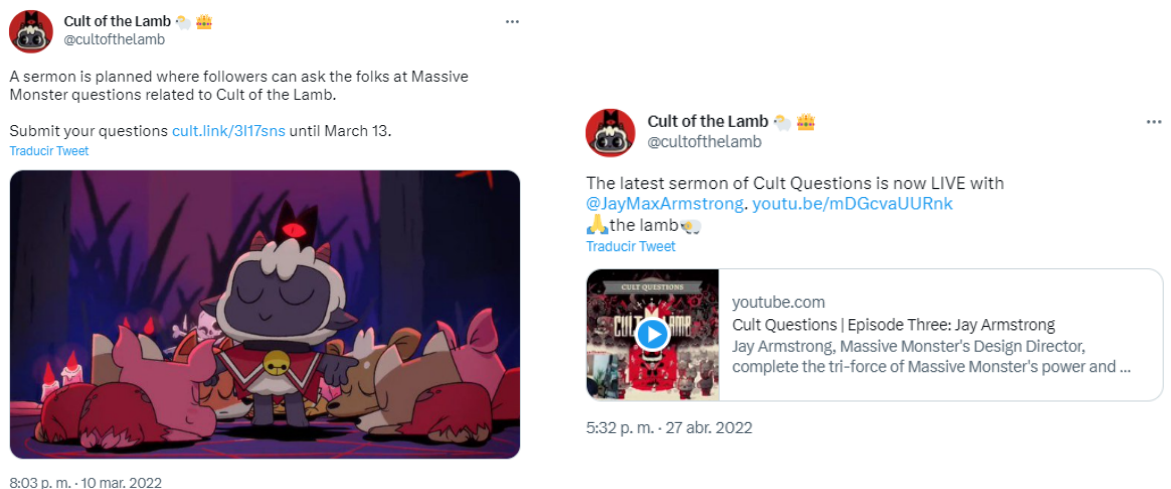 Cult of the Lamb 🐑 👑
@cultofthelamb
A sermon is planned where followers can ask the folks at Massive
Monster questions related to Cult of the Lamb.
Submit your questions cult.link/3I17sns until March 13.
Traducir Tweet
8:03 p. m. · 10 mar. 2022
Cult of the Lamb 🐑 👑
@cultofthelamb
The latest sermon of Cult Questions is now LIVE with
@JayMaxArmstrong. youtu.be/mDGcvaUURnk
🙏the lamb🐏
Traducir Tweet
CULT QUESTIONS
youtube.com
Cult Questions | Episode Three: Jay Armstrong
Jay Armstrong, Massive Monster's Design Director,
complete the tri-force of Massive Monster's power and ...
5:32 p. m. · 27 abr. 2022